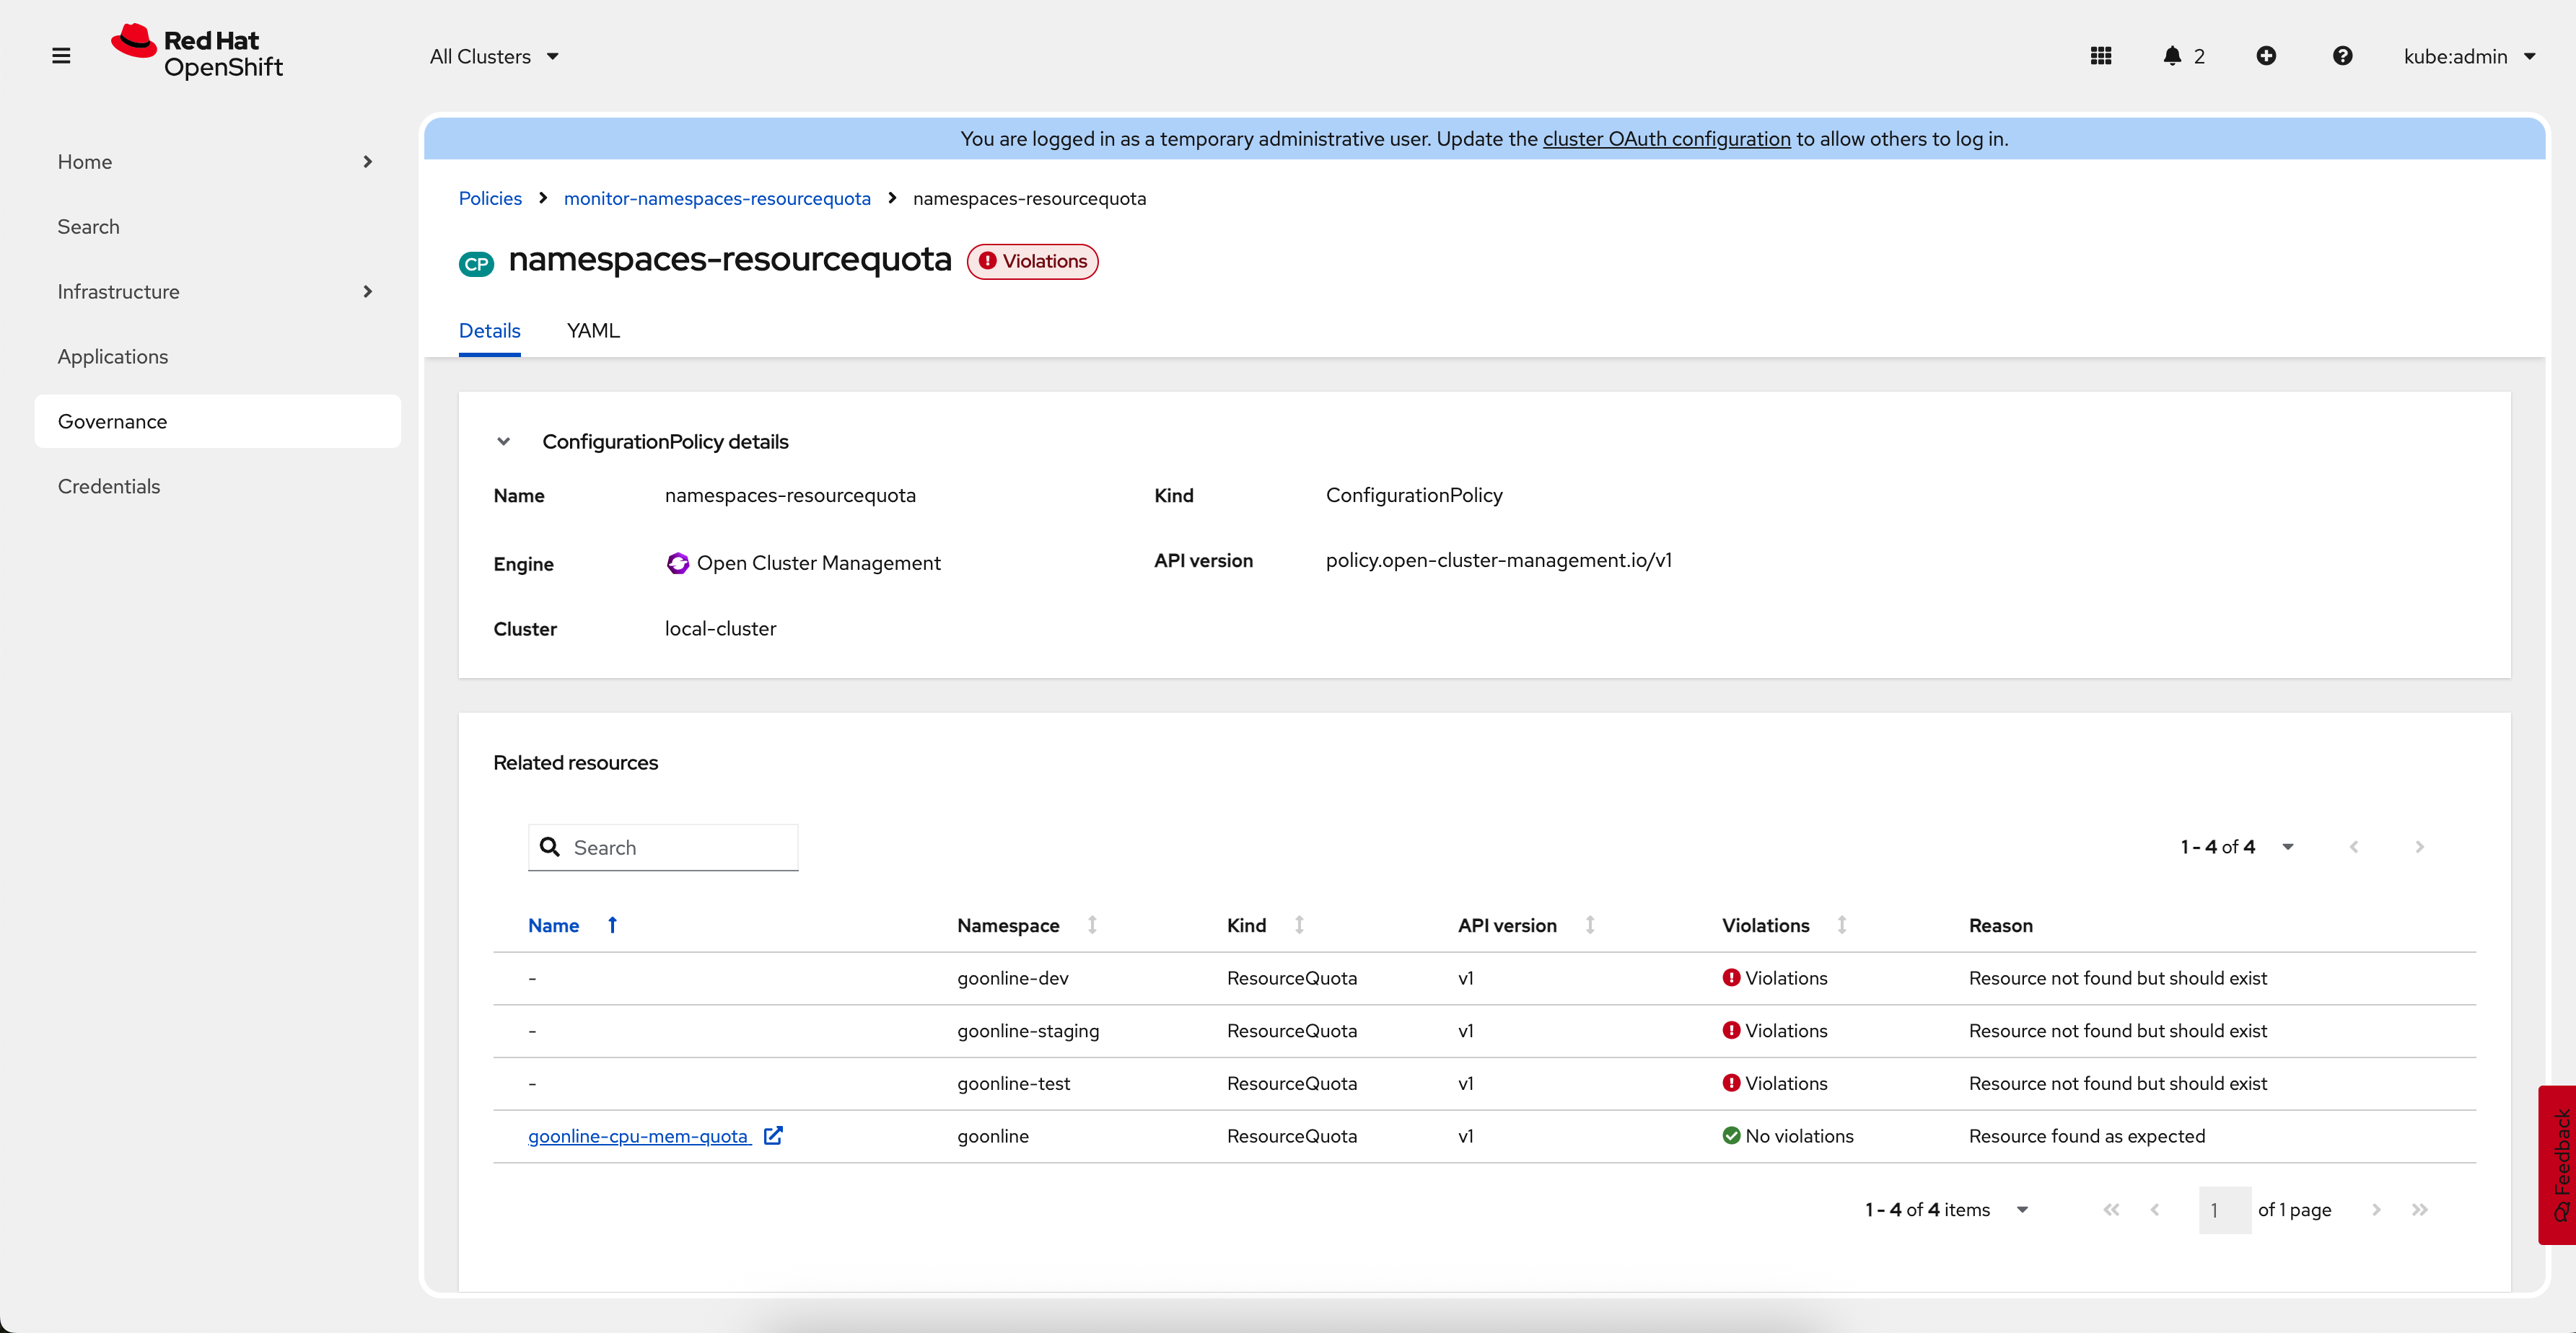 Red Hat
OpenShift
All Clusters
2
kube:admin
Home
Search
Infrastructure
Applications
Governance
Credentials
You are logged in as a temporary administrative user. Update the cluster OAuth configuration to allow others to log in.
Policies > monitor-namespaces-resourcequota > namespaces-resourcequota
CP namespaces-resourcequota Violations
Details YAML
ConfigurationPolicy details
Name namespaces-resourcequota Kind ConfigurationPolicy
Engine Open Cluster Management API version policy.open-cluster-management.io/v1
Cluster local-cluster
Related resources
Search 1 - 4 of 4
Name Namespace Kind API version Violations Reason
- goonline-dev ResourceQuota v1 Violations Resource not found but should exist
- goonline-staging ResourceQuota v1 Violations Resource not found but should exist
- goonline-test ResourceQuota v1 Violations Resource not found but should exist
goonline-cpu-mem-quota goonline ResourceQuota v1 No violations Resource found as expected
1 - 4 of 4 items 1 of 1 page
Feedback